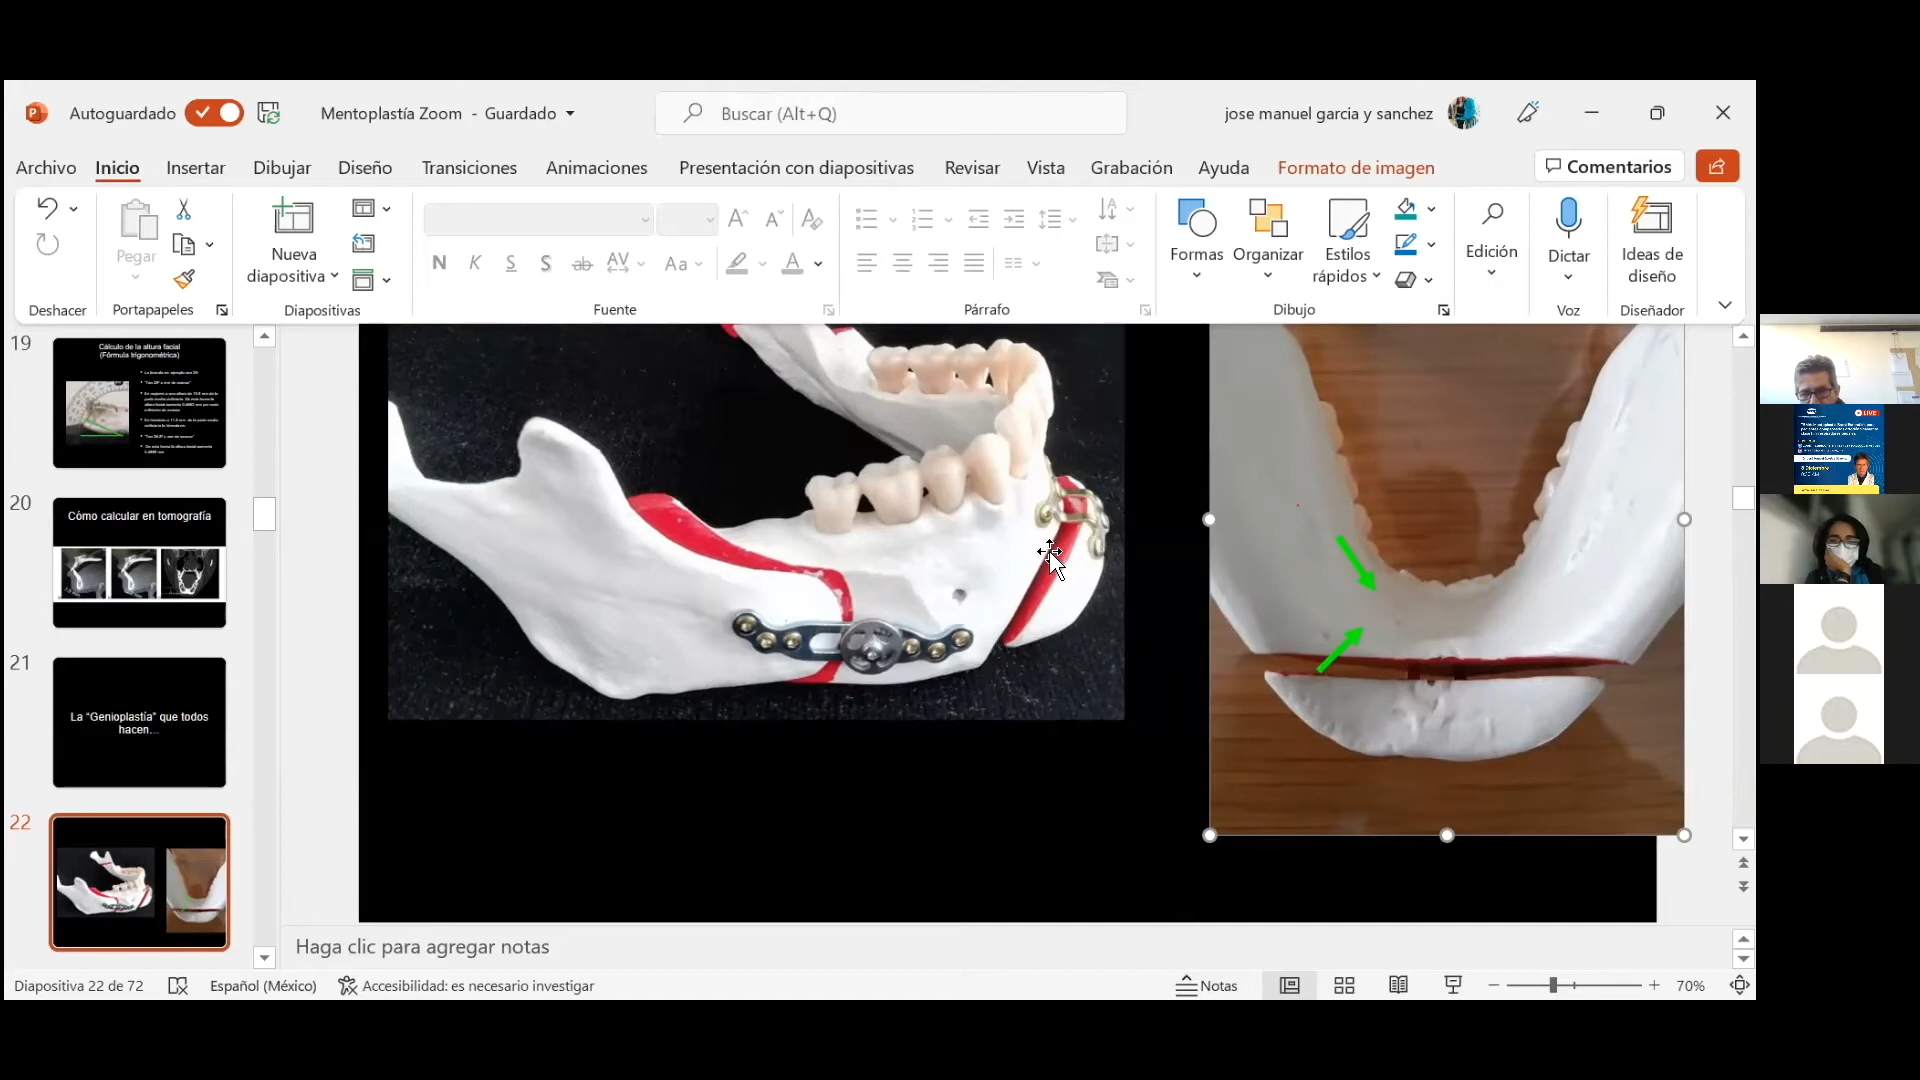 Autoguardado
Mentoplastía Zoom - Guardado
Buscar (Alt+Q)
jose manuel garcia y sanchez
Archivo Inicio Insertar Dibujar Diseño Transiciones Animaciones Presentación con diapositivas Revisar Vista Grabación Ayuda Formato de imagen Comentarios
Pegar
Nueva
diapositiva
N K S S ab AV Aa A
Formas
Organizar
Estilos
rápidos
Edición
Dictar
Ideas de
diseño
Deshacer Portapapeles Diapositivas Fuente Párrafo Dibujo Voz Diseñador
19
Cálculo de la altura facial
(Fórmula trigonométrica)
20
Cómo calcular en tomografía
21
La “Genioplastía” que todos
hacen...
22
LIVE
Haga clic para agregar notas
Diapositiva 22 de 72 Español (México) Accesibilidad: es necesario investigar Notas 70%